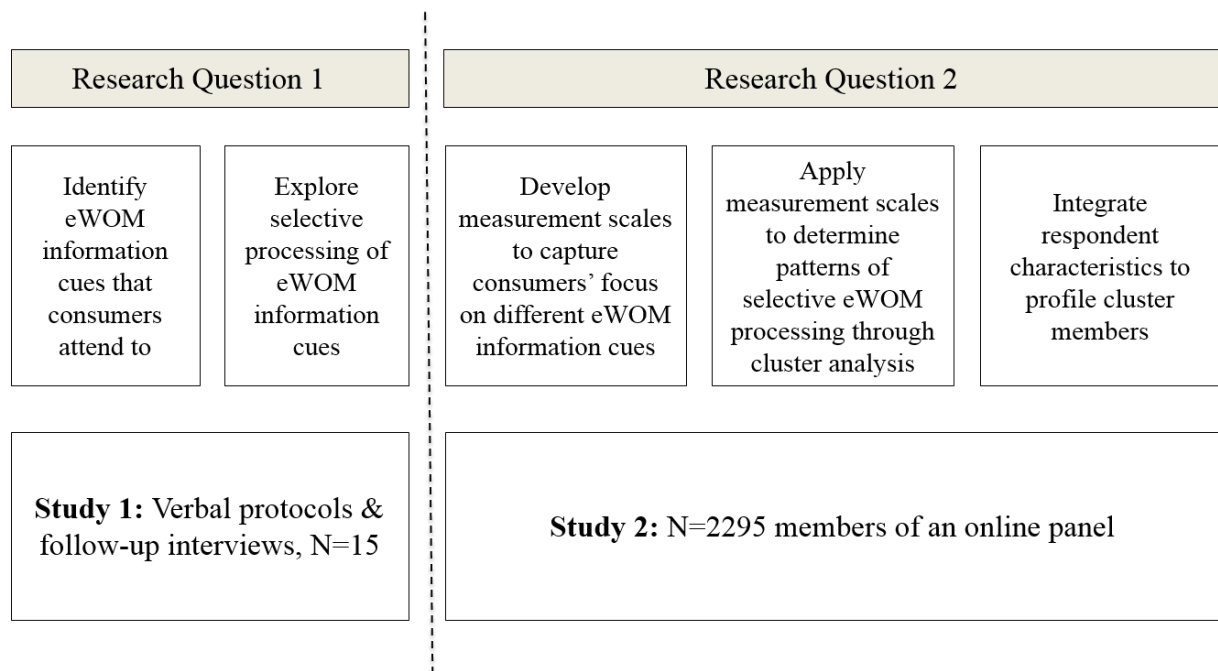 Research Question 1
Research Question 2
Identify
eWOM
information
cues that
consumers
attend to
Explore
selective
processing of
eWOM
information
cues
Develop
measurement scales
to capture
consumers’ focus
on different eWOM
information cues
Apply
measurement scales
to determine
patterns of
selective eWOM
processing through
cluster analysis
Integrate
respondent
characteristics to
profile cluster
members
Study 1: Verbal protocols &
follow-up interviews, N=15
Study 2: N=2295 members of an online panel